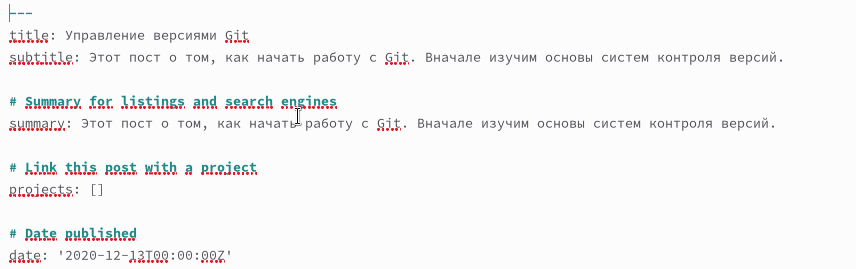 ---
title: Управление версиями Git
subtitle: Этот пост о том, как начать работу с Git. Вначале изучим основы систем контроля версий.
# Summary for listings and search engines
summary: Этот пост о том, как начать работу с Git. Вначале изучим основы систем контроля версий.
# Link this post with a project
projects: []
# Date published
date: '2020-12-13T00:00:00Z'